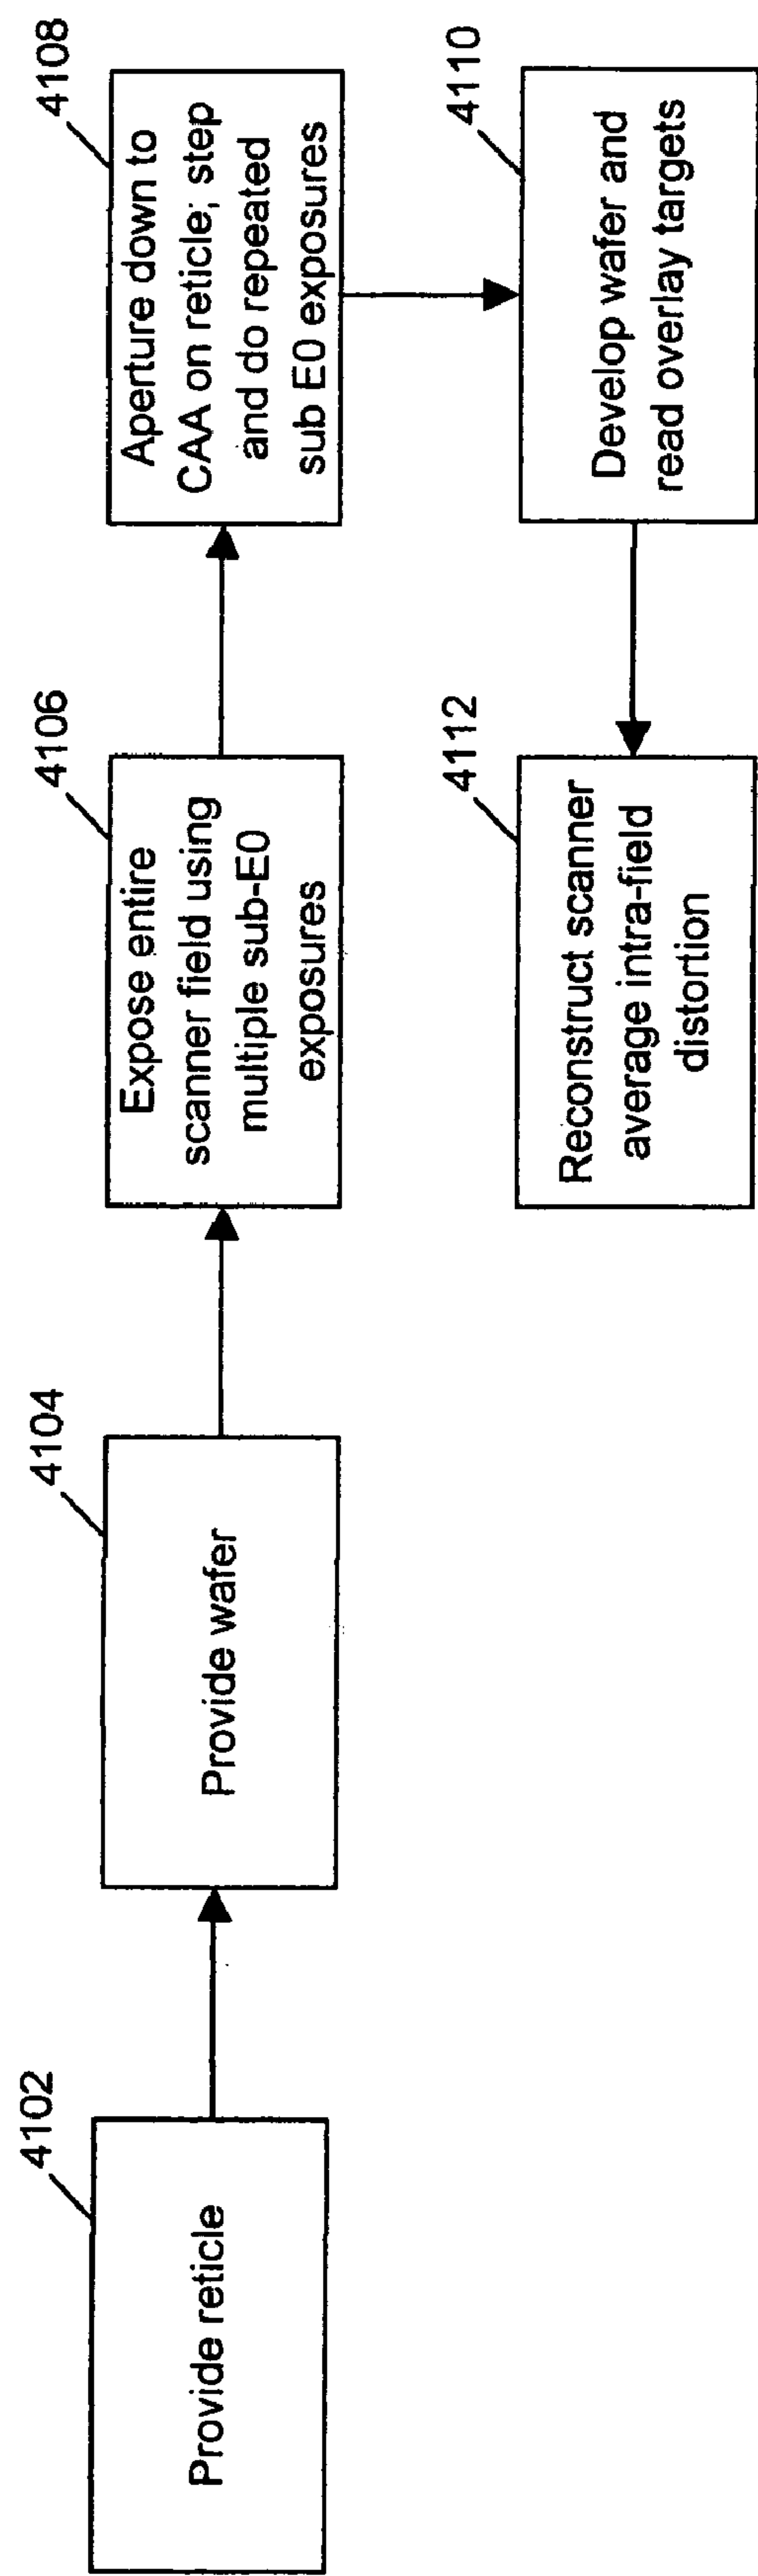 4102
Provide reticle
4104
Provide wafer
4106
Expose entire
scanner field using
multiple sub-E0
exposures
4108
Aperture down to
CAA on reticle; step
and do repeated
sub E0 exposures
4110
Develop wafer and
read overlay targets
4112
Reconstruct scanner
average intra-field
distortion